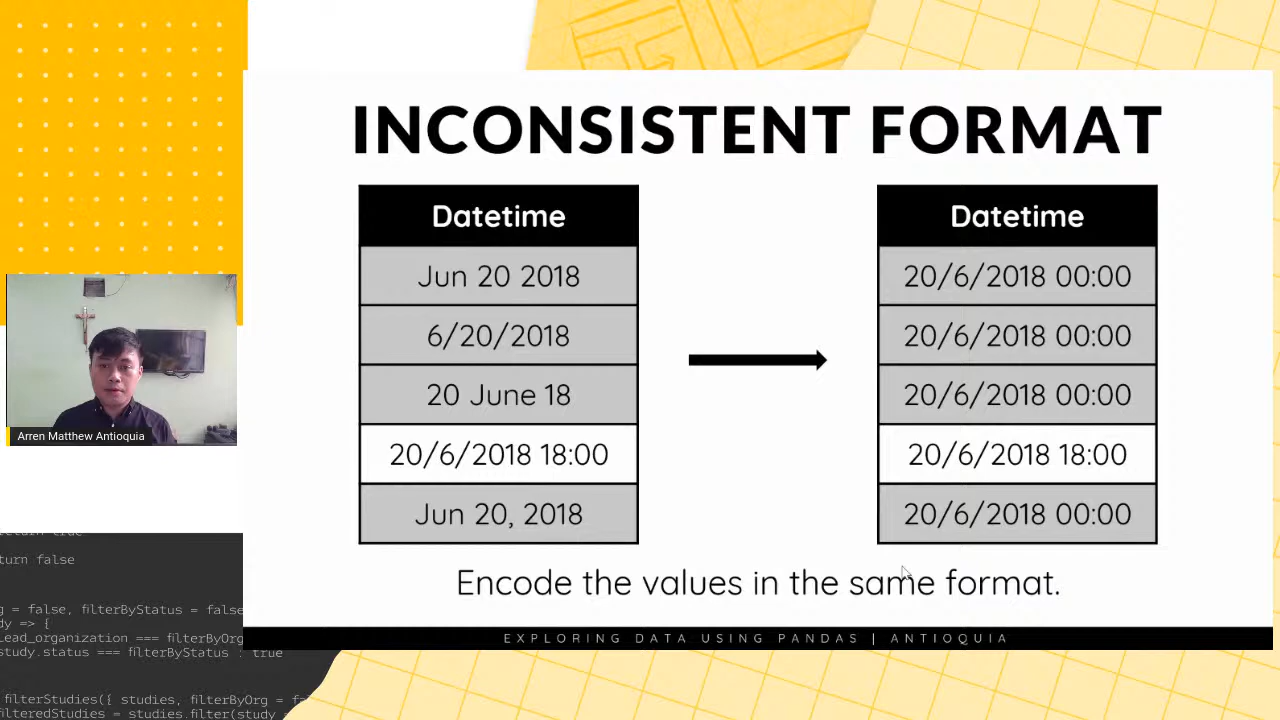 INCONSISTENT FORMAT
Datetime
Jun 20 2018
6/20/2018
20 June 18
20/6/2018 18:00
Jun 20, 2018
Datetime
20/6/2018 00:00
20/6/2018 00:00
20/6/2018 00:00
20/6/2018 18:00
20/6/2018 00:00
Encode the values in the same format.
EXPLORING DATA USING PANDAS | ANTIOQUIA
Arren Matthew Antioquia
turn false
g = false, filterByStatus = false
dy => {
lead_organization === filterByOrg
study.status === filterByStatus : true
filterStudies({ studies, filterByOrg = fa
filteredStudies = studies.filter(study